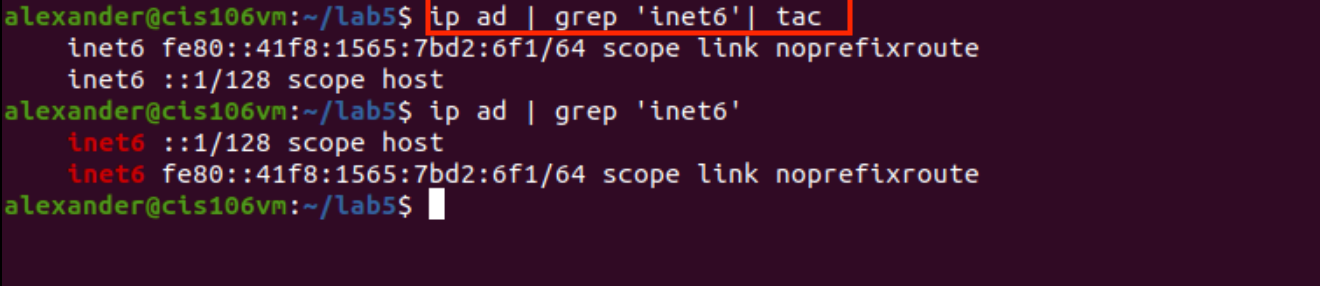 alexander@cis106vm:~/lab5$ ip ad | grep 'inet6'| tac
    inet6 fe80::41f8:1565:7bd2:6f1/64 scope link noprefixroute
    inet6 ::1/128 scope host
alexander@cis106vm:~/lab5$ ip ad | grep 'inet6'
    inet6 ::1/128 scope host
    inet6 fe80::41f8:1565:7bd2:6f1/64 scope link noprefixroute
alexander@cis106vm:~/lab5$